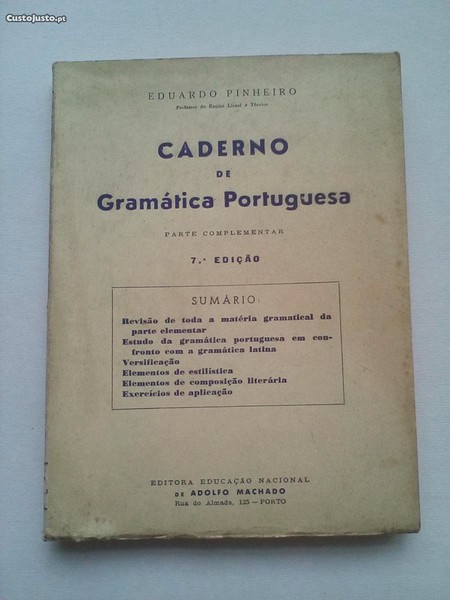 CustoJusto.pt
EDUARDO PINHEIRO
Professor do Ensino Liceal e Técnico
CADERNO
DE
Gramática Portuguesa
PARTE COMPLEMENTAR
7.ª EDIÇÃO
SUMÁRIO:
Revisão de toda a matéria gramatical da
parte elementar
Estudo da gramática portuguesa em con-
fronto com a gramática latina
Versificação
Elementos de estilística
Elementos de composição literária
Exercícios de aplicação
EDITORA EDUCAÇÃO NACIONAL
DE ADOLFO MACHADO
Rua do Almada, 125 — PORTO